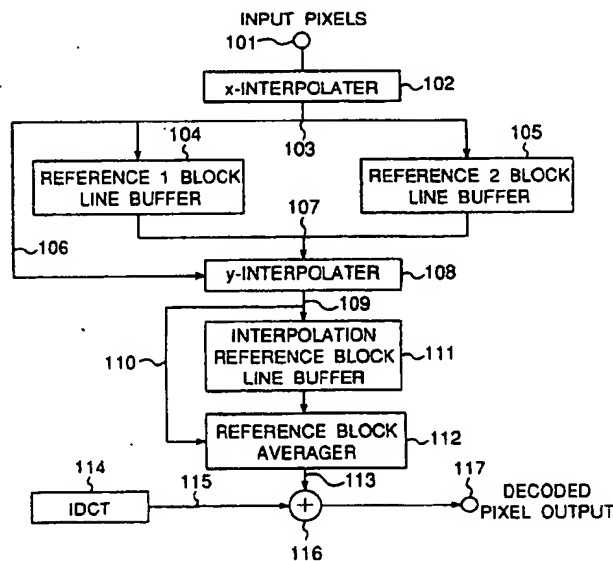 INPUT PIXELS
101
x-INTERPOLATER
102
104
103
105
REFERENCE 1 BLOCK
LINE BUFFER
REFERENCE 2 BLOCK
LINE BUFFER
106
107
y-INTERPOLATER
108
109
110
INTERPOLATION
REFERENCE BLOCK
LINE BUFFER
111
REFERENCE BLOCK
AVERAGER
112
113
114
115
IDCT
+
116
117
DECODED
PIXEL OUTPUT